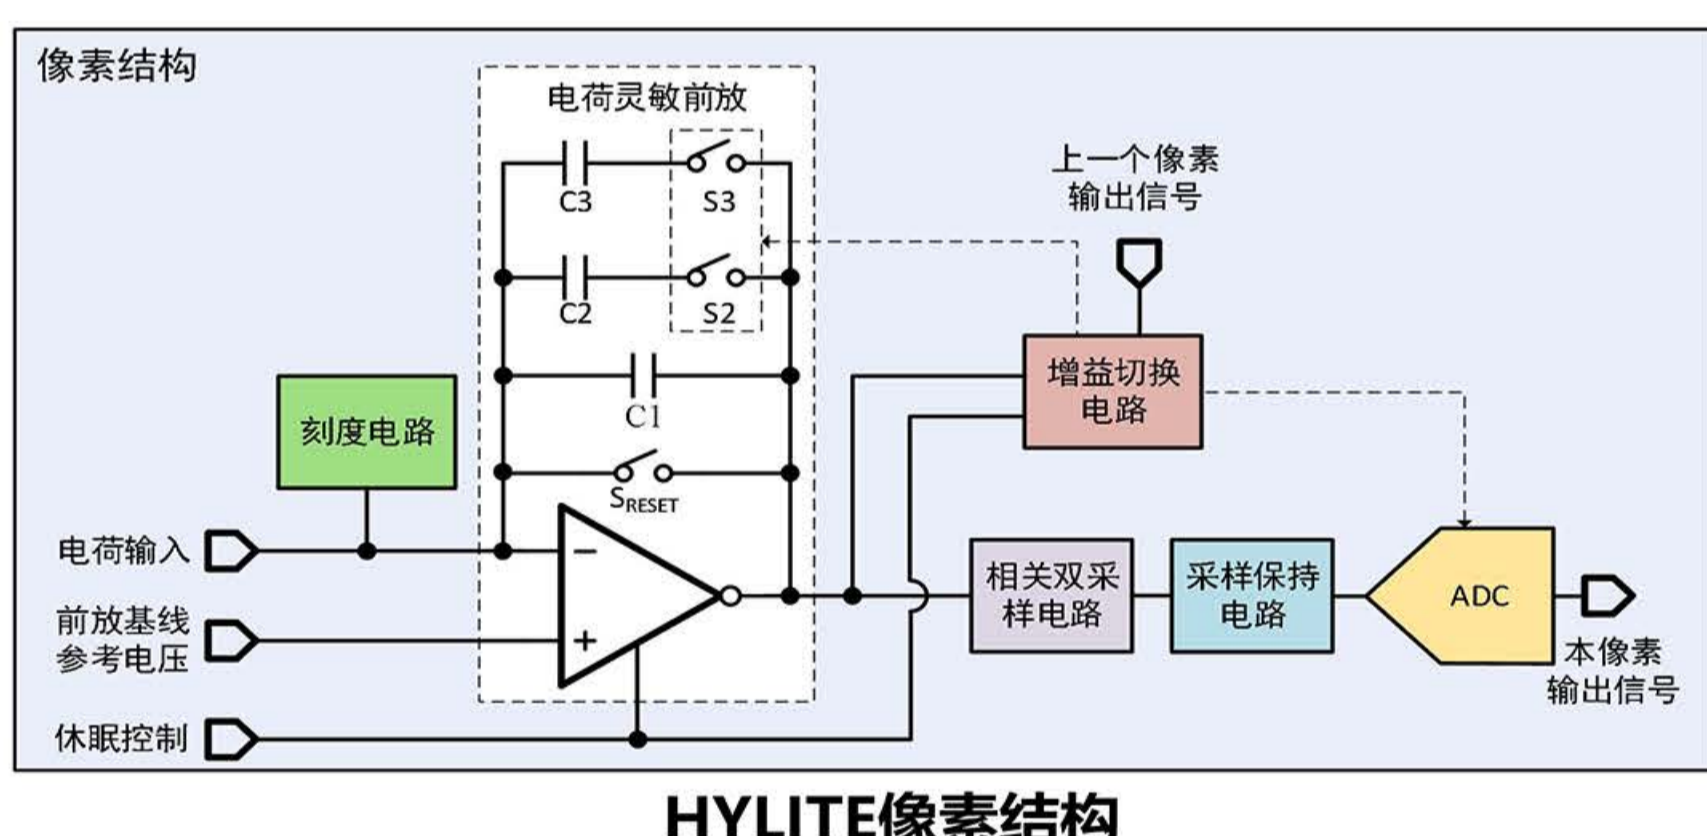 像素结构
电荷灵敏前放
C3
S3
C2
S2
C1
SRESET
上一个像素
输出信号
增益切换
电路
刻度电路
电荷输入
前放基线
参考电压
休眠控制
−
+
相关双采
样电路
采样保持
电路
ADC
本像素
输出信号
HYLITE像素结构